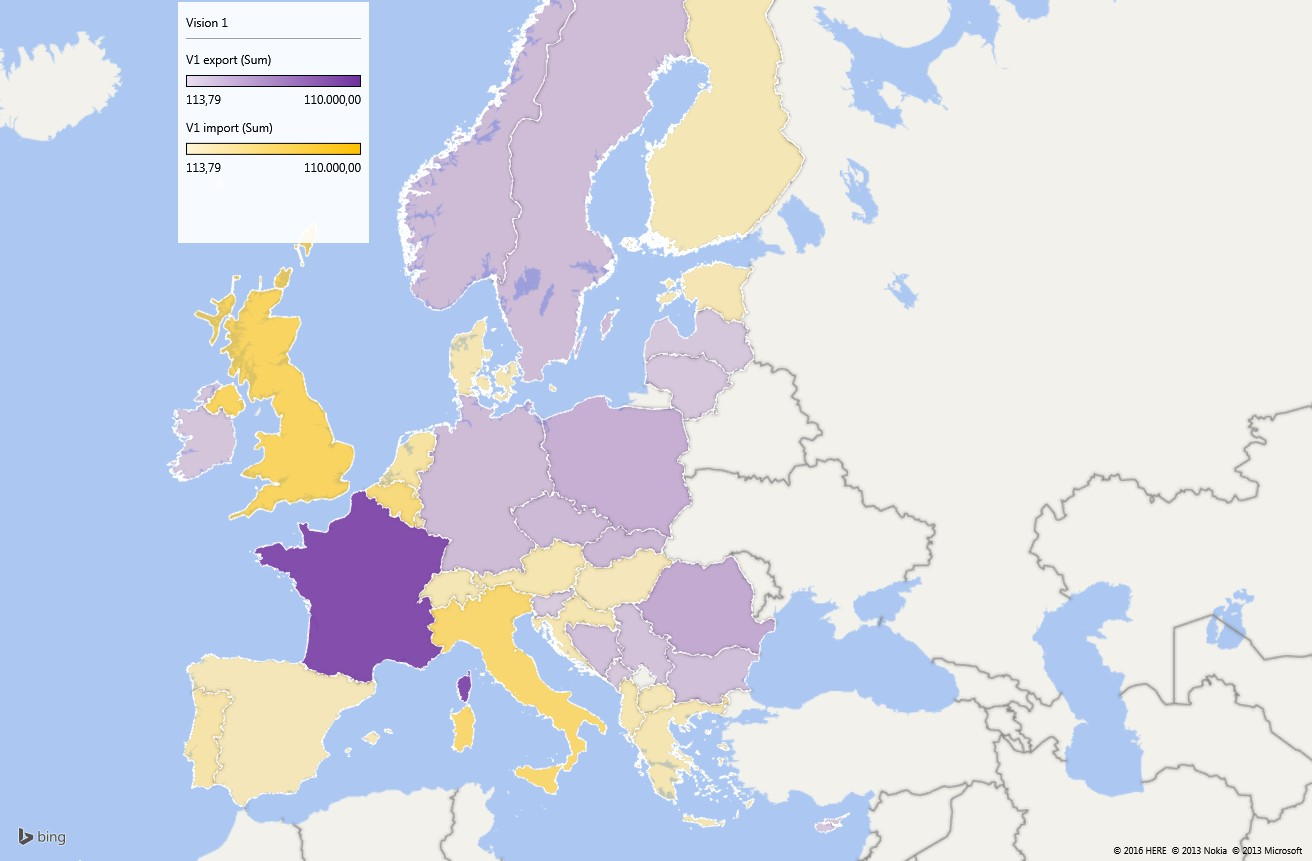 Vision 1
V1 export (Sum)
113,79 110.000,00
V1 import (Sum)
113,79 110.000,00
bing
© 2016 HERE © 2013 Nokia © 2013 Microsoft